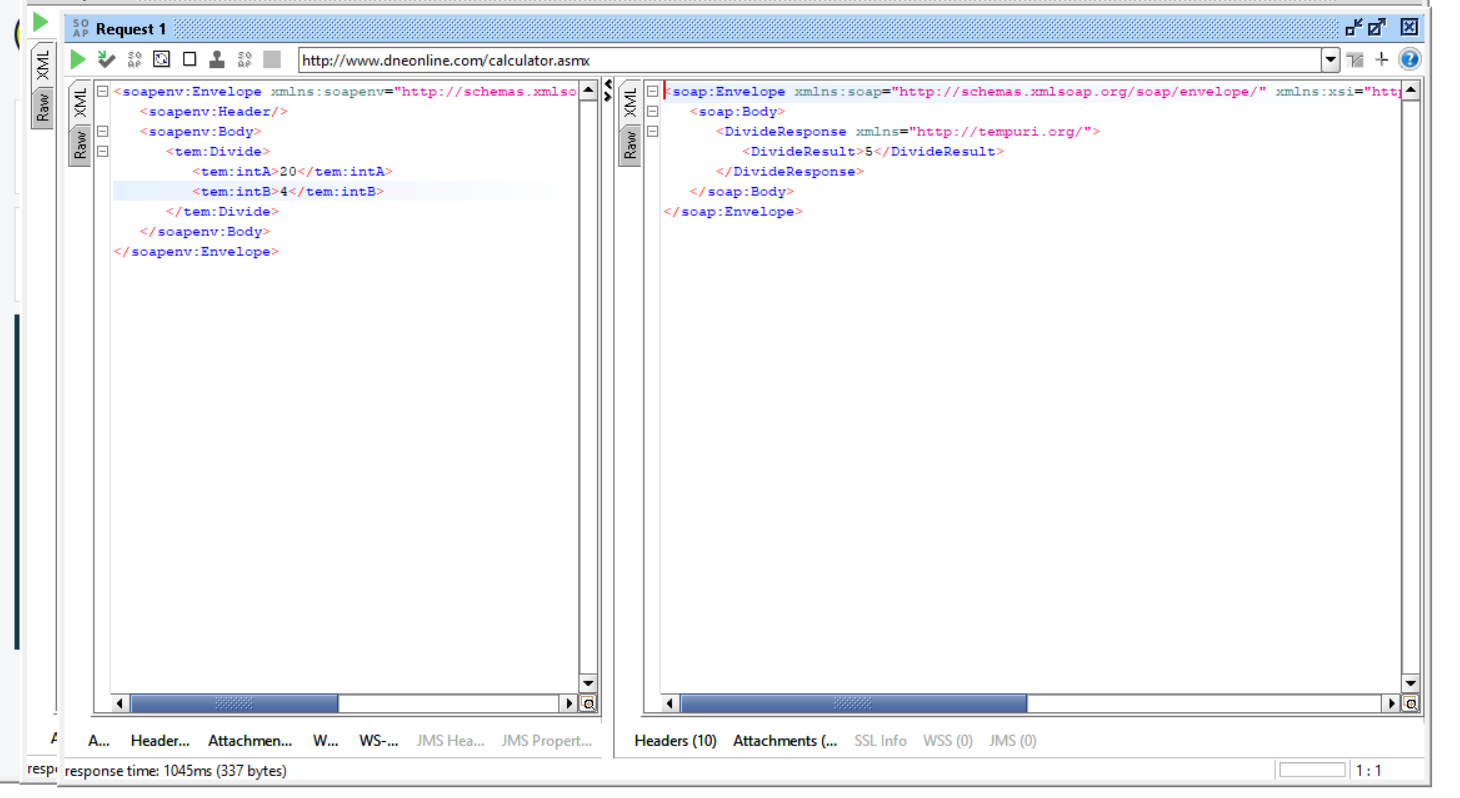 SOAP Request 1
SOAP SOAP http://www.dneonline.com/calculator.asmx
XML
Raw
XML
Raw
<soapenv:Envelope xmlns:soapenv="http://schemas.xmlso
<soapenv:Header/>
<soapenv:Body>
<tem:Divide>
<tem:intA>20</tem:intA>
<tem:intB>4</tem:intB>
</tem:Divide>
</soapenv:Body>
</soapenv:Envelope>
XML
Raw
<soap:Envelope xmlns:soap="http://schemas.xmlsoap.org/soap/envelope/" xmlns:xsi="http
<soap:Body>
<DivideResponse xmlns="http://tempuri.org/">
<DivideResult>5</DivideResult>
</DivideResponse>
</soap:Body>
</soap:Envelope>
A... Header... Attachmen... W... WS-... JMS Hea... JMS Propert...
Headers (10) Attachments (... SSL Info WSS (0) JMS (0)
resp
response time: 1045ms (337 bytes)
1 : 1